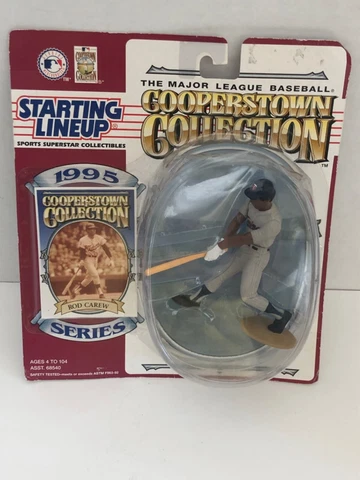 THE MAJOR LEAGUE BASEBALL®
COOPERSTOWN
COLLECTION
TM
STARTING
LINEUP®
SPORTS SUPERSTAR COLLECTIBLES
1995
COOPERSTOWN
COLLECTION
ROD CAREW
SERIES
AGES 4 TO 104
ASST. 68540